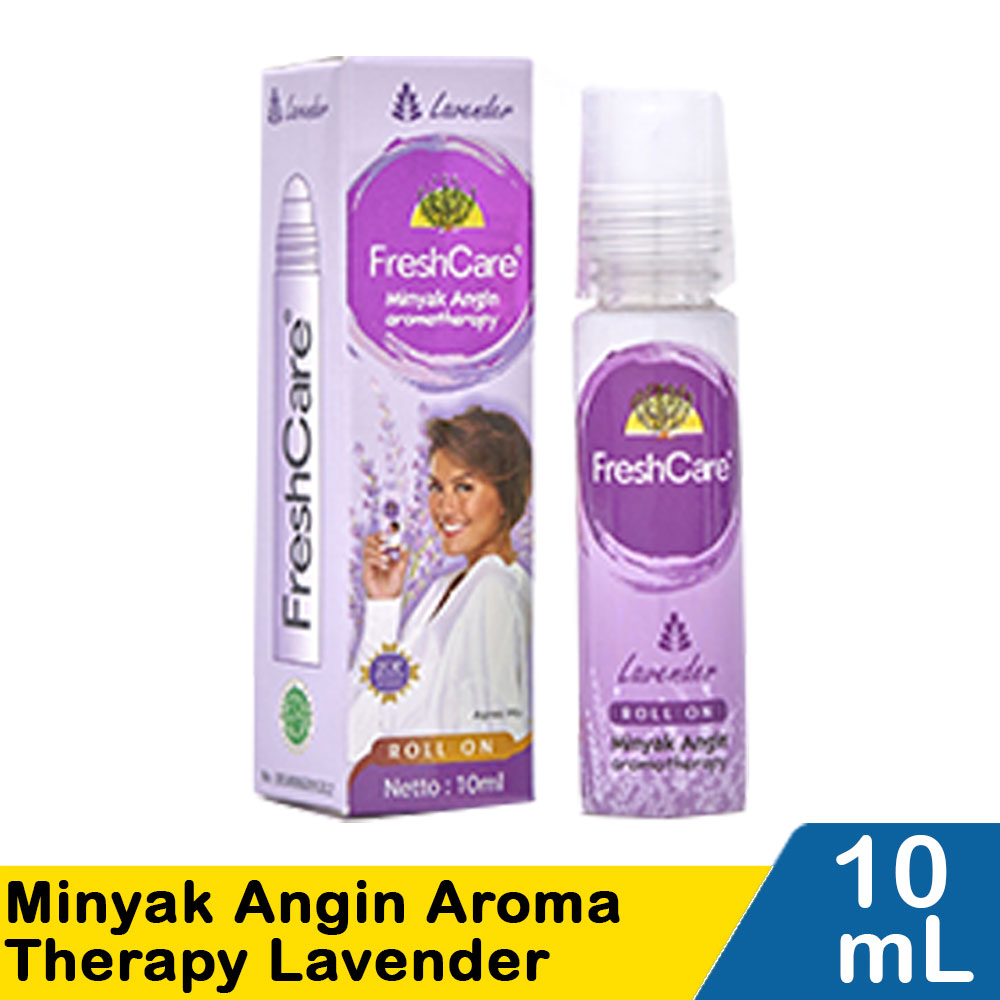 Lavender
FreshCare®
Lavender
FreshCare®
Minyak Angin
aromatherapy
ROLL ON
Netto : 10ml
FreshCare®
Lavender
ROLL ON
Minyak Angin
aromatherapy
Minyak Angin Aroma
Therapy Lavender
10
mL